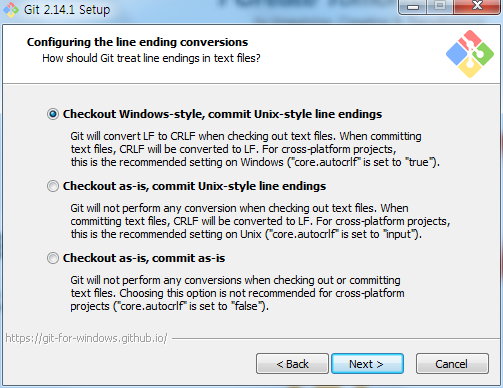 Git 2.14.1 Setup
Configuring the line ending conversions
How should Git treat line endings in text files?
Checkout Windows-style, commit Unix-style line endings
Git will convert LF to CRLF when checking out text files. When committing
text files, CRLF will be converted to LF. For cross-platform projects,
this is the recommended setting on Windows ("core.autocrlf" is set to "true").
Checkout as-is, commit Unix-style line endings
Git will not perform any conversion when checking out text files. When
committing text files, CRLF will be converted to LF. For cross-platform projects,
this is the recommended setting on Unix ("core.autocrlf" is set to "input").
Checkout as-is, commit as-is
Git will not perform any conversions when checking out or committing
text files. Choosing this option is not recommended for cross-platform
projects ("core.autocrlf" is set to "false").
https://git-for-windows.github.io/
< Back
Next >
Cancel